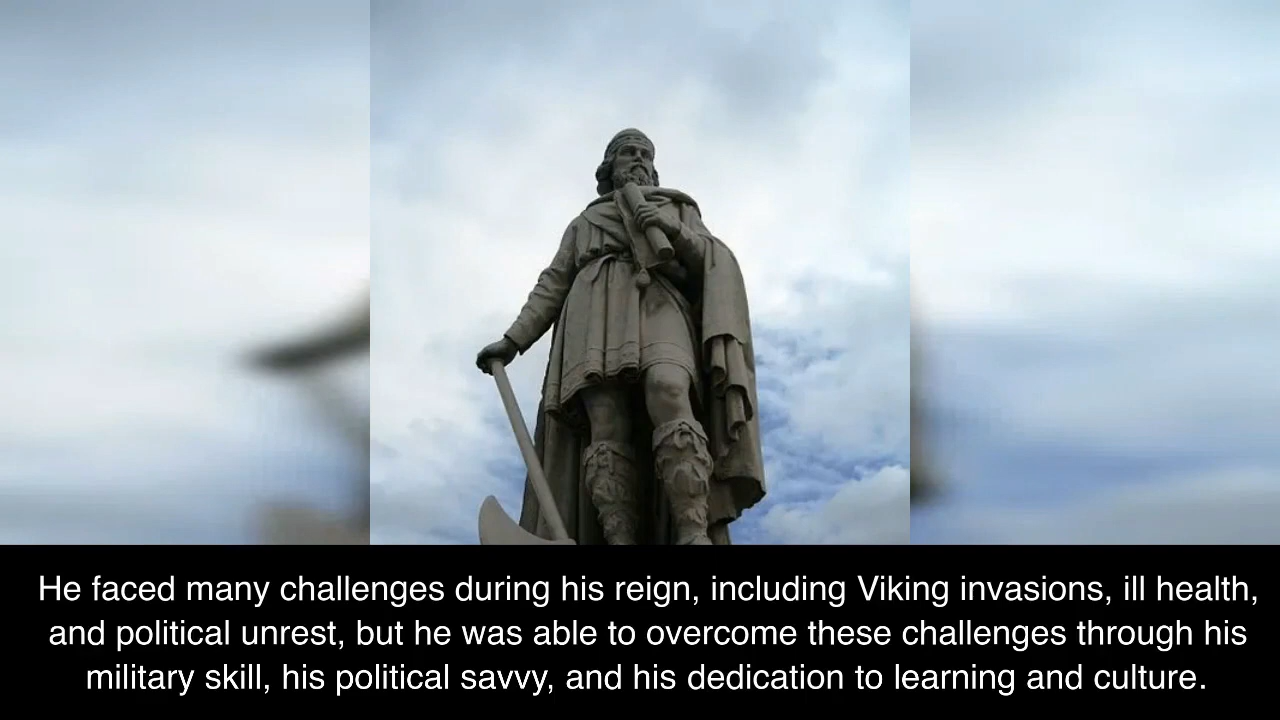 He faced many challenges during his reign, including Viking invasions, ill health,
and political unrest, but he was able to overcome these challenges through his
military skill, his political savvy, and his dedication to learning and culture.